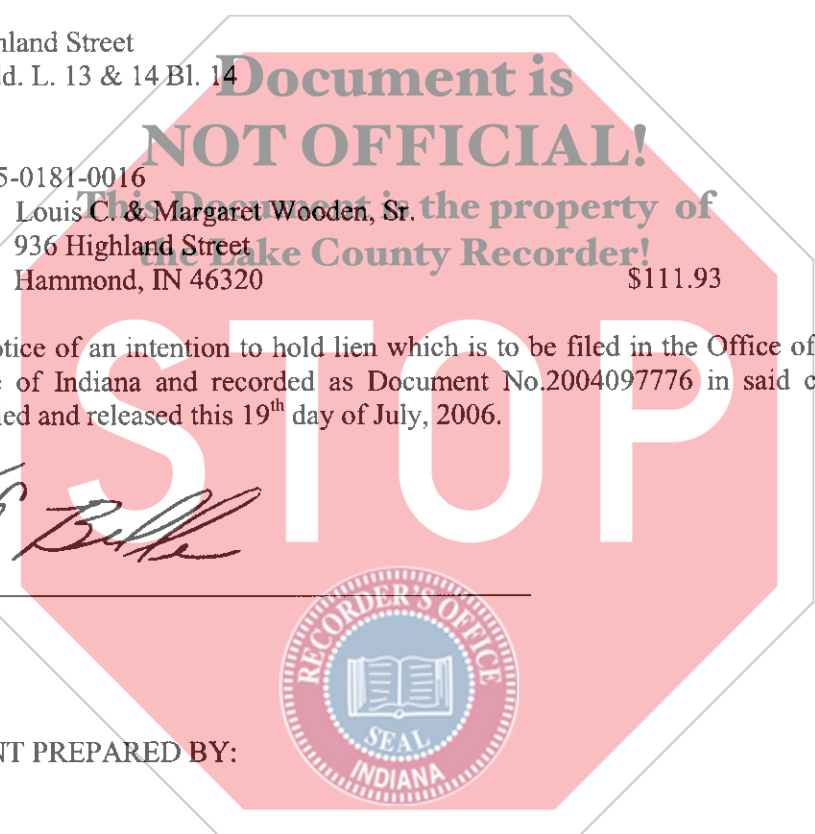 hland Street
d. L. 13 & 14 Bl. 14
Document is
NOT OFFICIAL!
5-0181-0016
This Document is the property of
Louis C. & Margaret Wooden, Sr.
936 Highland Street
the Lake County Recorder!
Hammond, IN 46320 $111.93
otice of an intention to hold lien which is to be filed in the Office of
e of Indiana and recorded as Document No.2004097776 in said c
ied and released this 19th day of July, 2006.
STOP
RECORDER'S OFFICE
SEAL
INDIANA
NT PREPARED BY: